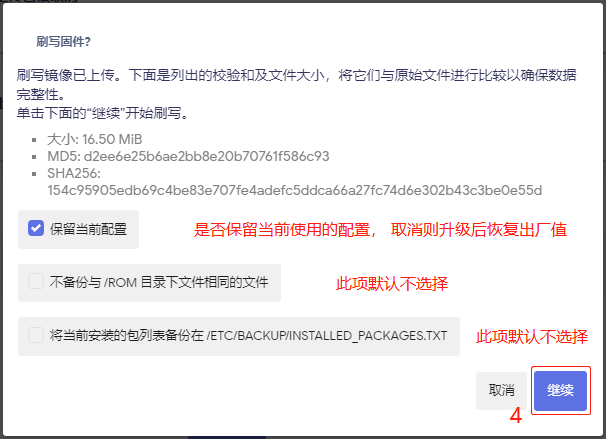 刷写固件?
刷写镜像已上传。下面是列出的校验和及文件大小，将它们与原始文件进行比较以确保数据
完整性。
单击下面的“继续”开始刷写。
大小: 16.50 MiB
MD5: d2ee6e25b6ae2bb8e20b70761f586c93
SHA256:
154c95905edb69c4be83e707fe4adefc5ddca66a27fc74d6e302b43c3be0e55d
保留当前配置 是否保留当前使用的配置， 取消则升级后恢复出厂值
不备份与 /ROM 目录下文件相同的文件 此项默认不选择
将当前安装的包列表备份在 /ETC/BACKUP/INSTALLED_PACKAGES.TXT 此项默认不选择
取消 继续
4